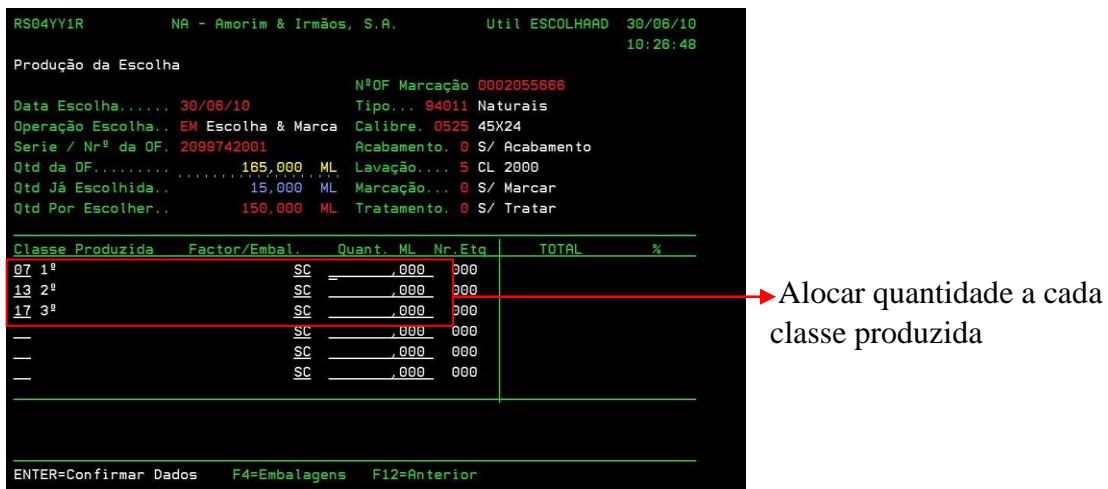 RS04YY1R NA - Amorim & Irmãos, S.A. Util ESCOLHAAD 30/06/10
10:26:48
Produção da Escolha
NºOF Marcação 0002055666
Data Escolha...... 30/06/10 Tipo... 94011 Naturais
Operação Escolha.. EM Escolha & Marca Calibre. 0525 45X24
Serie / Nrº da OF. 2099742001 Acabamento. 0 S/ Acabamento
Qtd da OF......... 165,000 ML Lavação.... 5 CL 2000
Qtd Já Escolhida.. 15,000 ML Marcação... 0 S/ Marcar
Qtd Por Escolher.. 150,000 ML Tratamento. 0 S/ Tratar
Classe Produzida Factor/Embal. Quant. ML Nr.Etq TOTAL %
07 1º SC ,000 000
13 2º SC ,000 000
17 3º SC ,000 000
SC ,000 000
SC ,000 000
SC ,000 000
ENTER=Confirmar Dados F4=Embalagens F12=Anterior
Alocar quantidade a cada
classe produzida